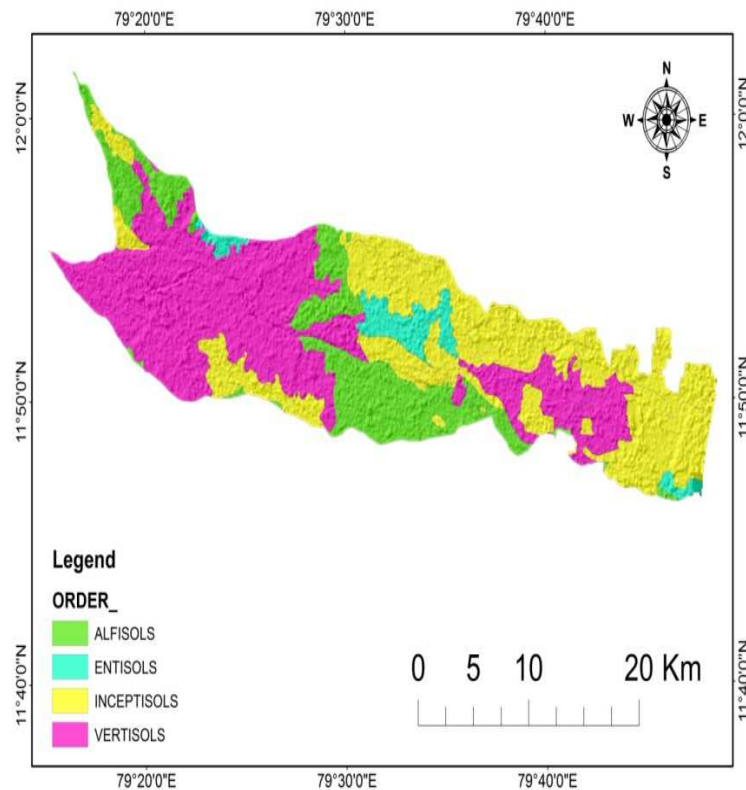 79°20'0"E 79°30'0"E 79°40'0"E
12°0'0"N 12°0'0"N
N
W E
S
11°50'0"N 11°50'0"N
Legend
ORDER_
ALFISOLS
ENTISOLS
INCEPTISOLS
VERTISOLS
0 5 10 20 Km
11°40'0"N 11°40'0"N
79°20'0"E 79°30'0"E 79°40'0"E